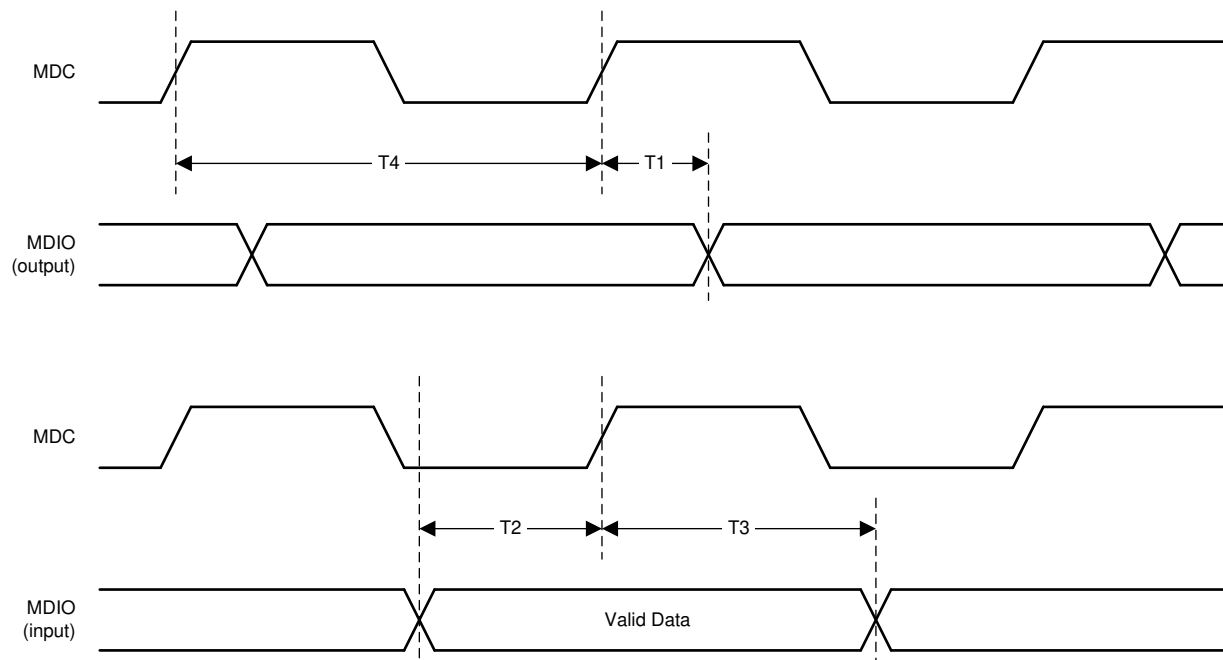 MDC
T4
T1
MDIO
(output)
MDC
T2
T3
MDIO
(input)
Valid Data